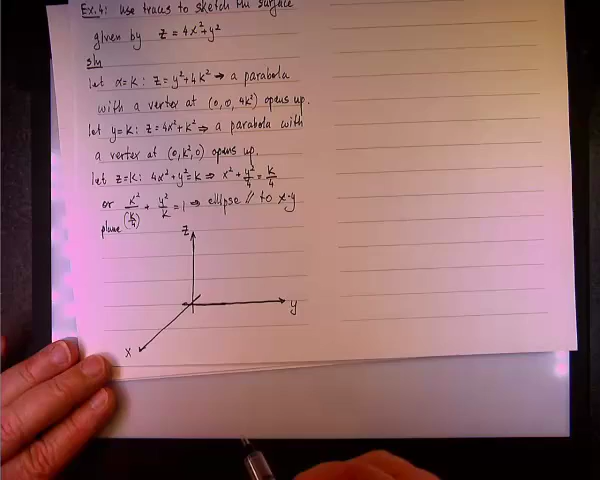 Ex.4: use traces to sketch the surface
given by z = 4x²+y²
sln
let x=k: z=y²+4k² → a parabola
with a vertex at (0, 0, 4k²) opens up.
let y=k: z=4x²+k² ⇒ a parabola with
a vertex at (0, k², 0) opens up.
let z=k: 4x²+y²=k ⇒ x²+y²/4=k/4
or x²/(k/4) + y²/k =1 ⇒ ellipse // to x-y
plane
z
y
x